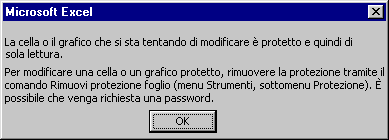 Microsoft Excel
La cella o il grafico che si sta tentando di modificare è protetto e quindi di
sola lettura.
Per modificare una cella o un grafico protetto, rimuovere la protezione tramite il
comando Rimuovi protezione foglio (menu Strumenti, sottomenu Protezione). È
possibile che venga richiesta una password.
OK